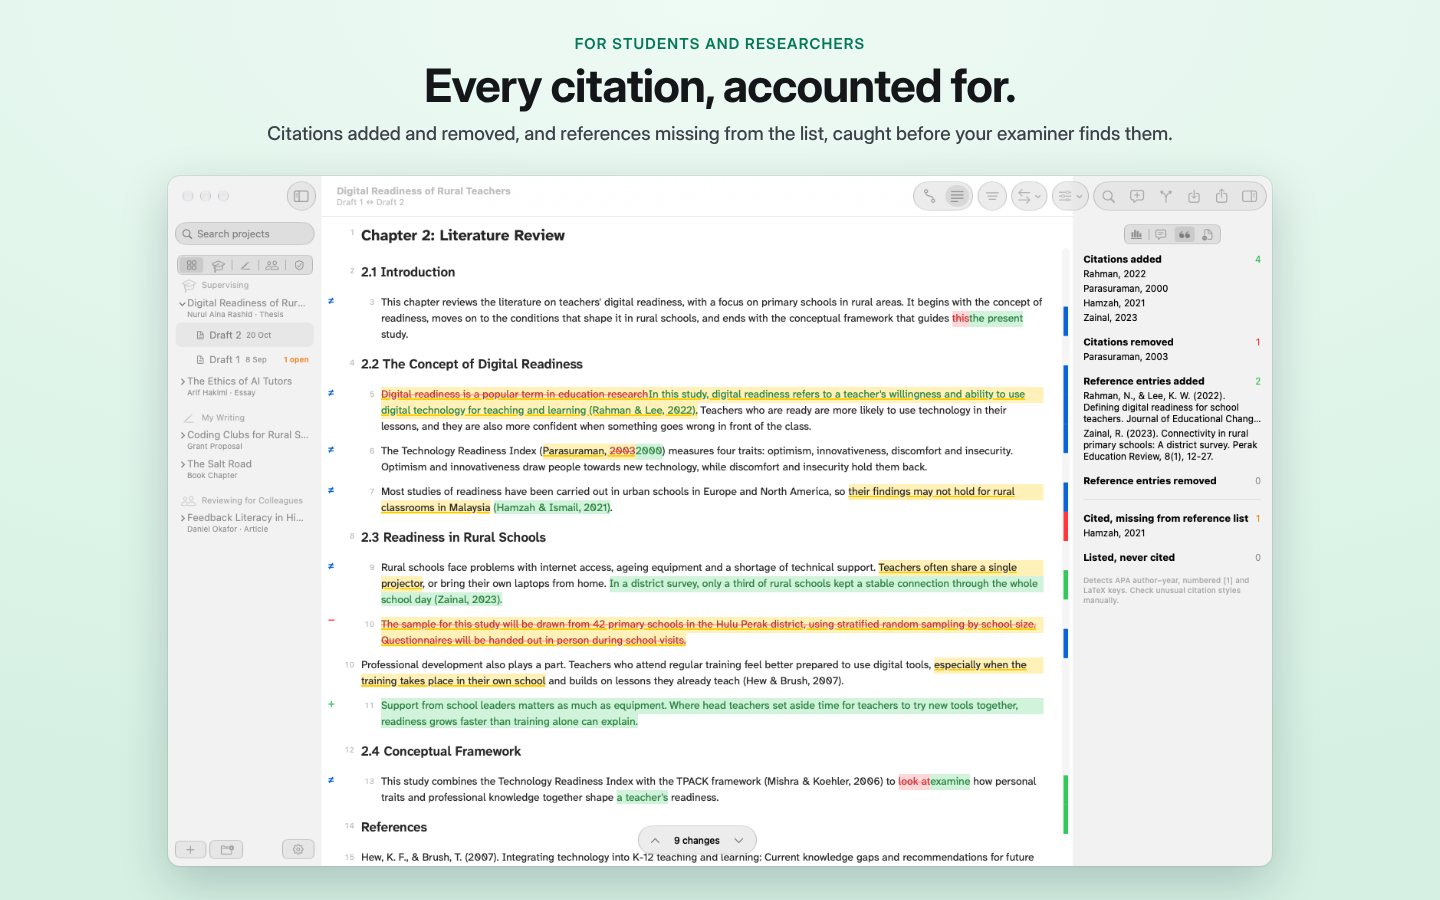 FOR STUDENTS AND RESEARCHERS
Every citation, accounted for.
Citations added and removed, and references missing from the list, caught before your examiner finds them.
Search projects
Supervising
Digital Readiness of Rur...
Nurul Aina Rashid · Thesis
Draft 2 20 Oct
Draft 1 8 Sep 1 open
The Ethics of AI Tutors
Arif Hakimi · Essay
My Writing
Coding Clubs for Rural S...
Grant Proposal
The Salt Road
Book Chapter
Reviewing for Colleagues
Feedback Literacy in Hi...
Daniel Okafor · Article
Digital Readiness of Rural Teachers
Draft 1 ↔ Draft 2
1 Chapter 2: Literature Review
2 2.1 Introduction
≠ 3 This chapter reviews the literature on teachers' digital readiness, with a focus on primary schools in rural areas. It begins with the concept of
readiness, moves on to the conditions that shape it in rural schools, and ends with the conceptual framework that guides thisthe present
study.
4 2.2 The Concept of Digital Readiness
≠ 5 Digital readiness is a popular term in education researchIn this study, digital readiness refers to a teacher's willingness and ability to use
digital technology for teaching and learning (Rahman & Lee, 2022). Teachers who are ready are more likely to use technology in their
lessons, and they are also more confident when something goes wrong in front of the class.
≠ 6 The Technology Readiness Index (Parasuraman, 20032000) measures four traits: optimism, innovativeness, discomfort and insecurity.
Optimism and innovativeness draw people towards new technology, while discomfort and insecurity hold them back.
≠ 7 Most studies of readiness have been carried out in urban schools in Europe and North America, so their findings may not hold for rural
classrooms in Malaysia (Hamzah & Ismail, 2021).
8 2.3 Readiness in Rural Schools
≠ 9 Rural schools face problems with internet access, ageing equipment and a shortage of technical support. Teachers often share a single
projector, or bring their own laptops from home. In a district survey, only a third of rural schools kept a stable connection through the whole
school day (Zainal, 2023).
− 10 The sample for this study will be drawn from 42 primary schools in the Hulu Perak district, using stratified random sampling by school size.
Questionnaires will be handed out in person during school visits.
10 Professional development also plays a part. Teachers who attend regular training feel better prepared to use digital tools, especially when the
training takes place in their own school and builds on lessons they already teach (Hew & Brush, 2007).
+ 11 Support from school leaders matters as much as equipment. Where head teachers set aside time for teachers to try new tools together,
readiness grows faster than training alone can explain.
12 2.4 Conceptual Framework
≠ 13 This study combines the Technology Readiness Index with the TPACK framework (Mishra & Koehler, 2006) to look atexamine how personal
traits and professional knowledge together shape a teacher's readiness.
14 References
15 Hew, K. F., & Brush, T. (2007). Integrating technology into K-12 teaching and learning: Current knowledge gaps and recommendations for future
9 changes
Citations added 4
Rahman, 2022
Parasuraman, 2000
Hamzah, 2021
Zainal, 2023
Citations removed 1
Parasuraman, 2003
Reference entries added 2
Rahman, N., & Lee, K. W. (2022).
Defining digital readiness for school
teachers. Journal of Educational Chang...
Zainal, R. (2023). Connectivity in rural
primary schools: A district survey. Perak
Education Review, 8(1), 12-27.
Reference entries removed 0
Cited, missing from reference list 1
Hamzah, 2021
Listed, never cited 0
Detects APA author–year, numbered [1] and
LaTeX keys. Check unusual citation styles
manually.